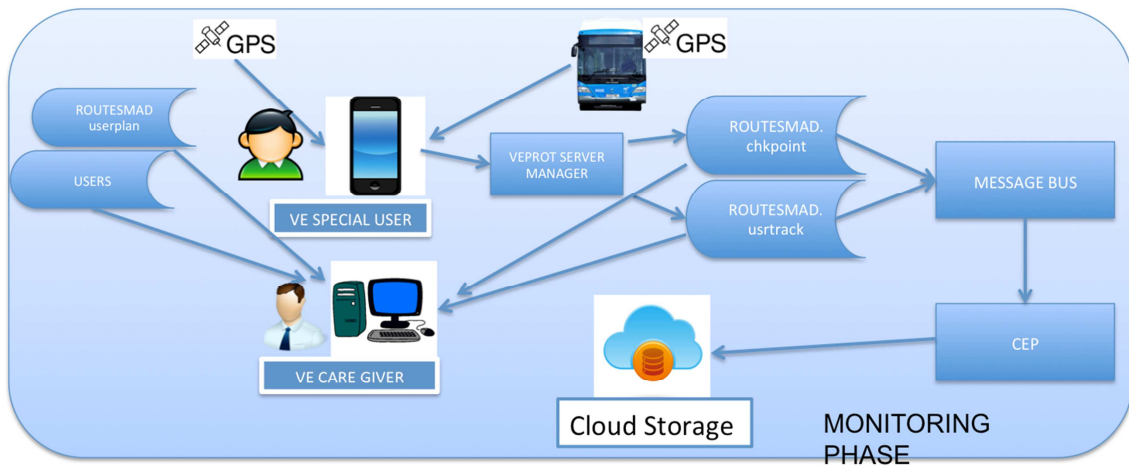 GPS
GPS
ROUTESMAD
userplan
USERS
VE SPECIAL USER
VEPROT SERVER
MANAGER
ROUTESMAD.
chkpoint
ROUTESMAD.
usrtrack
MESSAGE BUS
VE CARE GIVER
CEP
Cloud Storage
MONITORING
PHASE